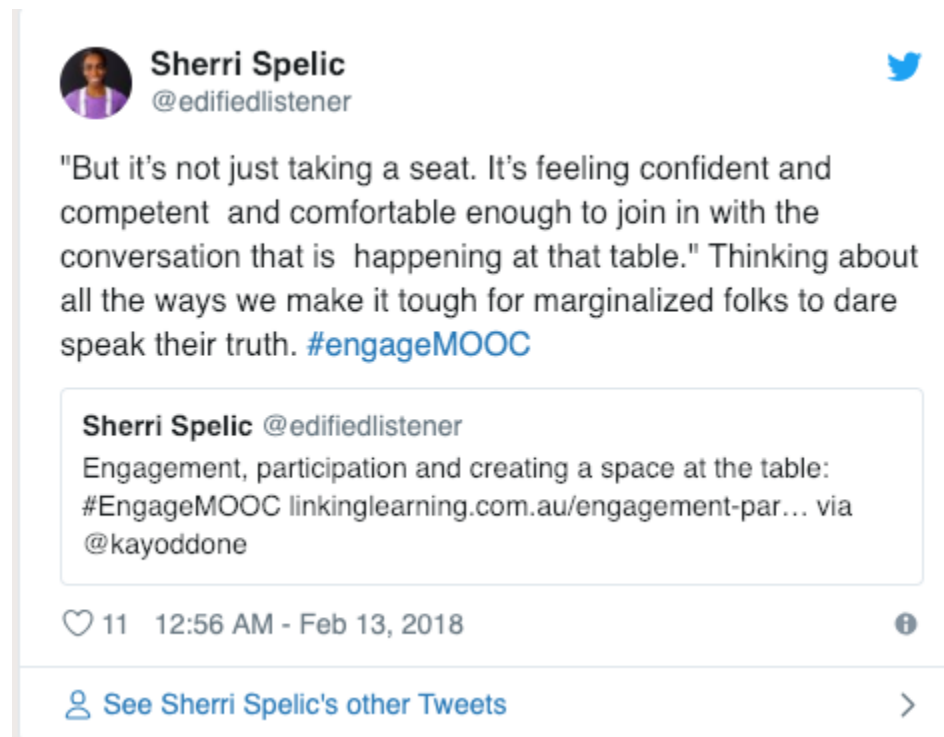 Sherri Spelic
@edifiedlistener
"But it's not just taking a seat. It's feeling confident and
competent  and comfortable enough to join in with the
conversation that is  happening at that table." Thinking about
all the ways we make it tough for marginalized folks to dare
speak their truth. #engageMOOC
Sherri Spelic @edifiedlistener
Engagement, participation and creating a space at the table:
#EngageMOOC linkinglearning.com.au/engagement-par… via
@kayoddone
11 12:56 AM - Feb 13, 2018
See Sherri Spelic's other Tweets